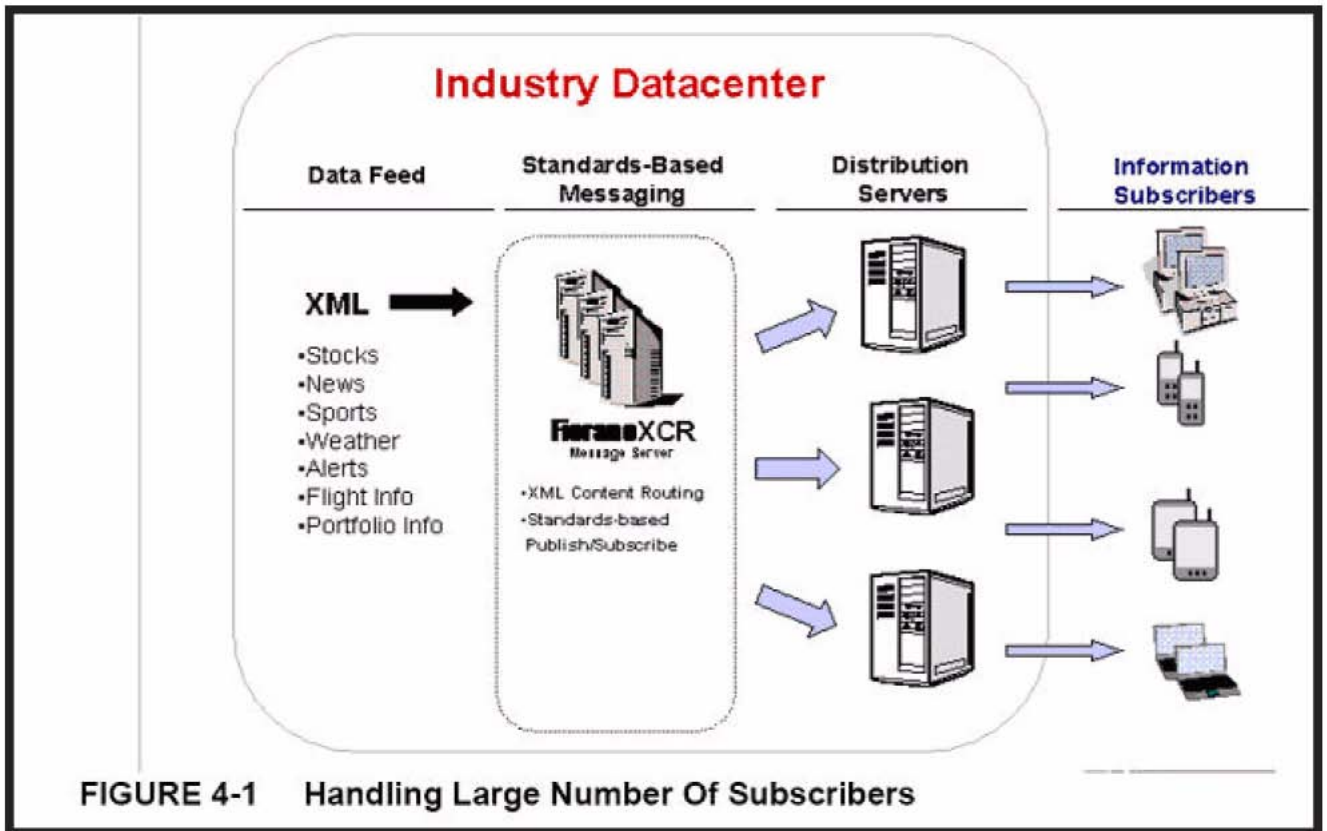 Industry Datacenter
Data Feed
Standards-Based
Messaging
Distribution
Servers
Information
Subscribers
XML
•Stocks
•News
•Sports
•Weather
•Alerts
•Flight Info
•Portfolio Info
FioranoXCR
Message Server
•XML Content Routing
•Standards-based
Publish/Subscribe
FIGURE 4-1 Handling Large Number Of Subscribers